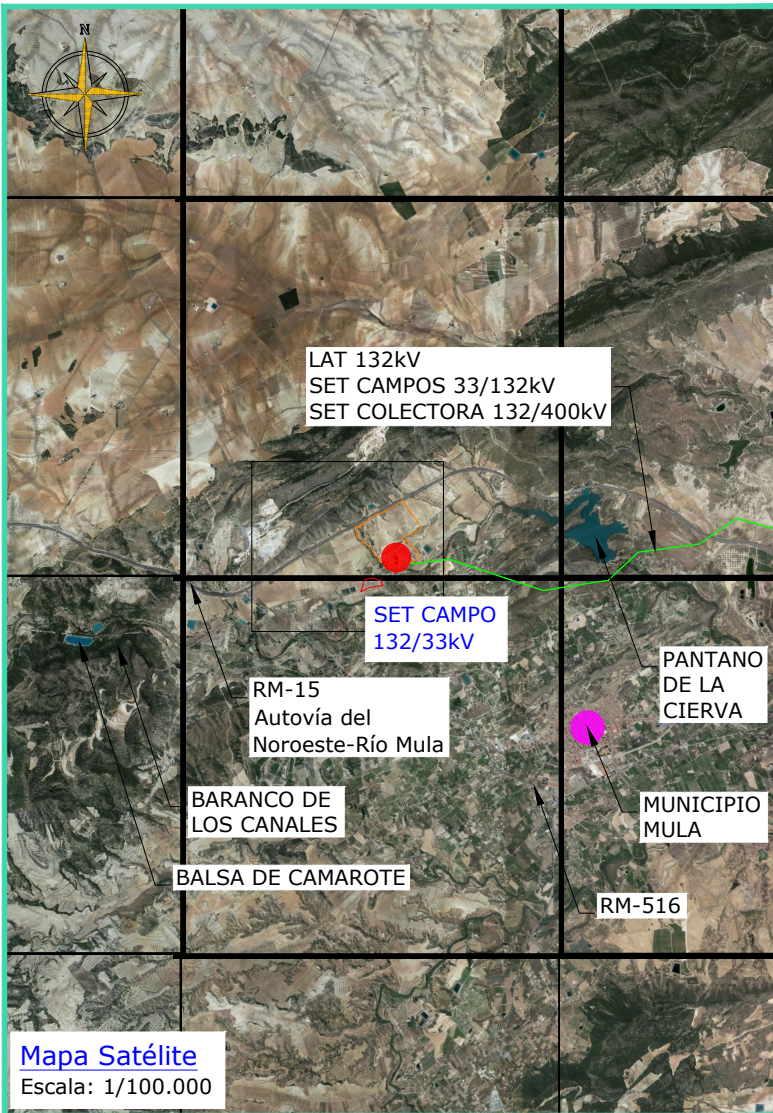 N
LAT 132kV
SET CAMPOS 33/132kV
SET COLECTORA 132/400kV
SET CAMPO
132/33kV
PANTANO
DE LA
CIERVA
RM-15
Autovía del
Noroeste-Río Mula
BARANCO DE
LOS CANALES
MUNICIPIO
MULA
BALSA DE CAMAROTE
RM-516
Mapa Satélite
Escala: 1/100.000